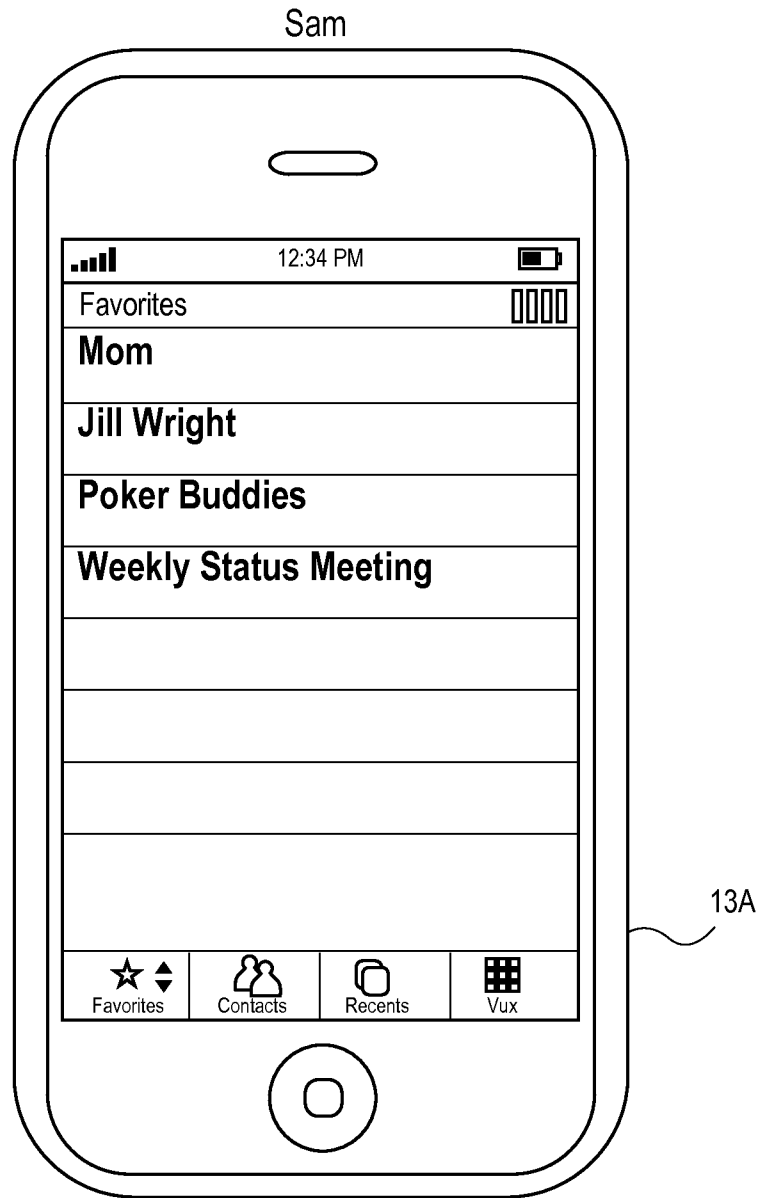 Sam
12:34 PM
Favorites
Mom
Jill Wright
Poker Buddies
Weekly Status Meeting
13A
Favorites Contacts Recents Vux